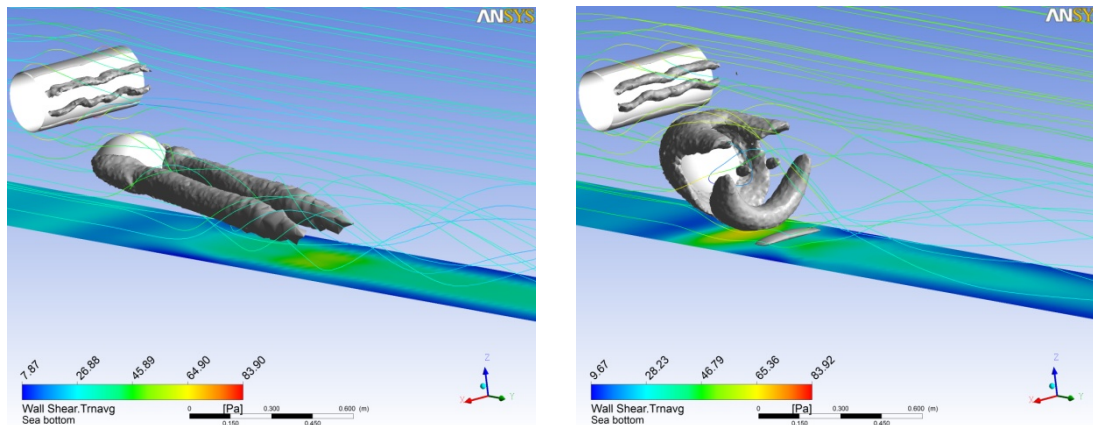 ANSYS
7.87 26.88 45.89 64.90 83.90
Wall Shear.Trnavg [Pa]
Sea bottom
0 0.300 0.600 (m)
0.150 0.450
Z
X Y
ANSYS
9.67 28.23 46.79 65.36 83.92
Wall Shear.Trnavg [Pa]
Sea bottom
0 0.300 0.600 (m)
0.150 0.450
Z
X Y